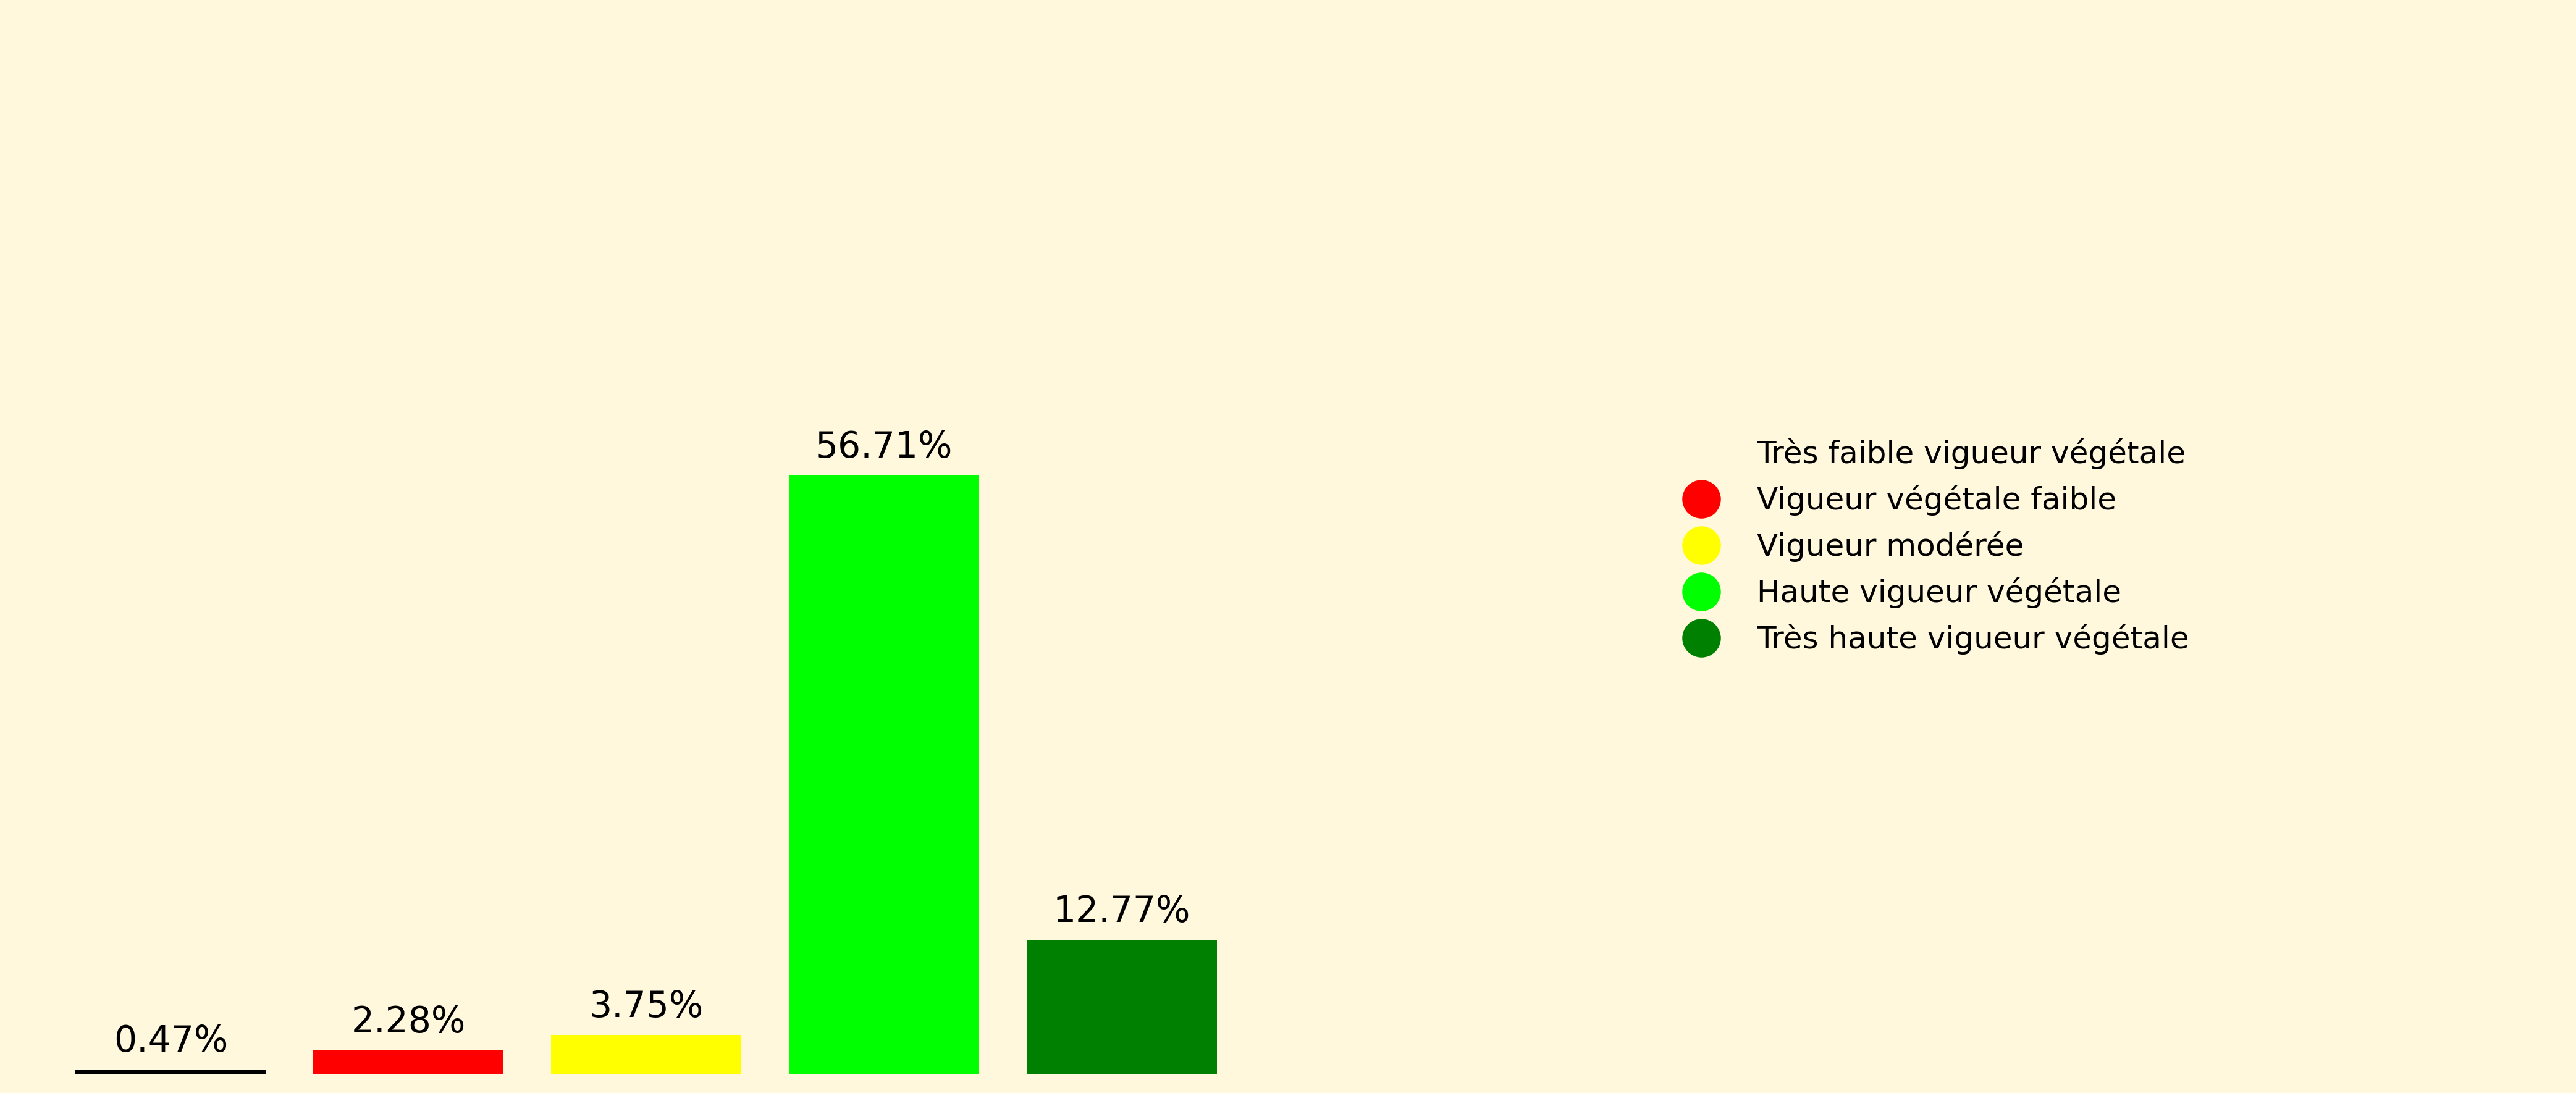 56.71%
12.77%
3.75%
2.28%
0.47%
Très faible vigueur végétale
Vigueur végétale faible
Vigueur modérée
Haute vigueur végétale
Très haute vigueur végétale